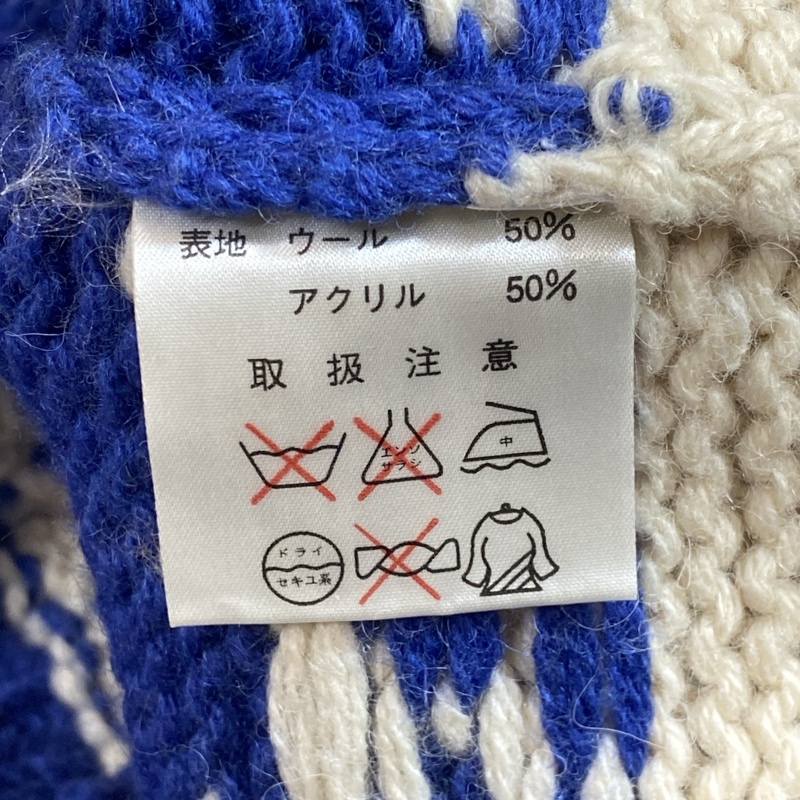 表地 ウール 50%
アクリル 50%
取扱注意
エンソ
サラシ
中
ドライ
セキユ系